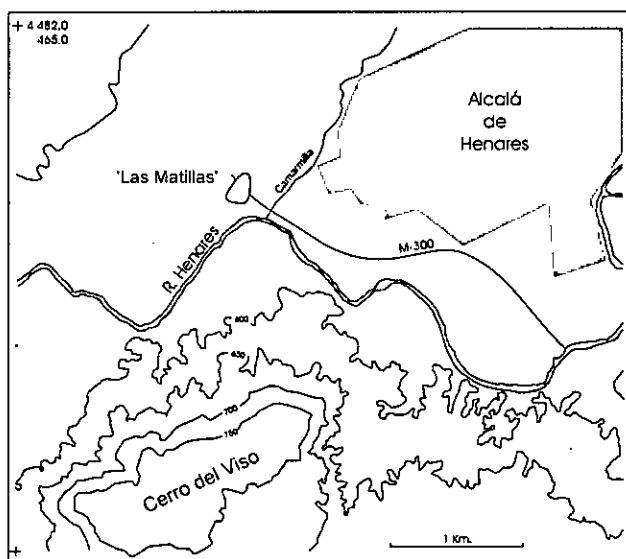 4 482,0
465.0
Alcalá
de
Henares
'Las Matillas'
Camarmilla
R. Henares
M-300
600
650
700
750
Cerro del Viso
1 Km.